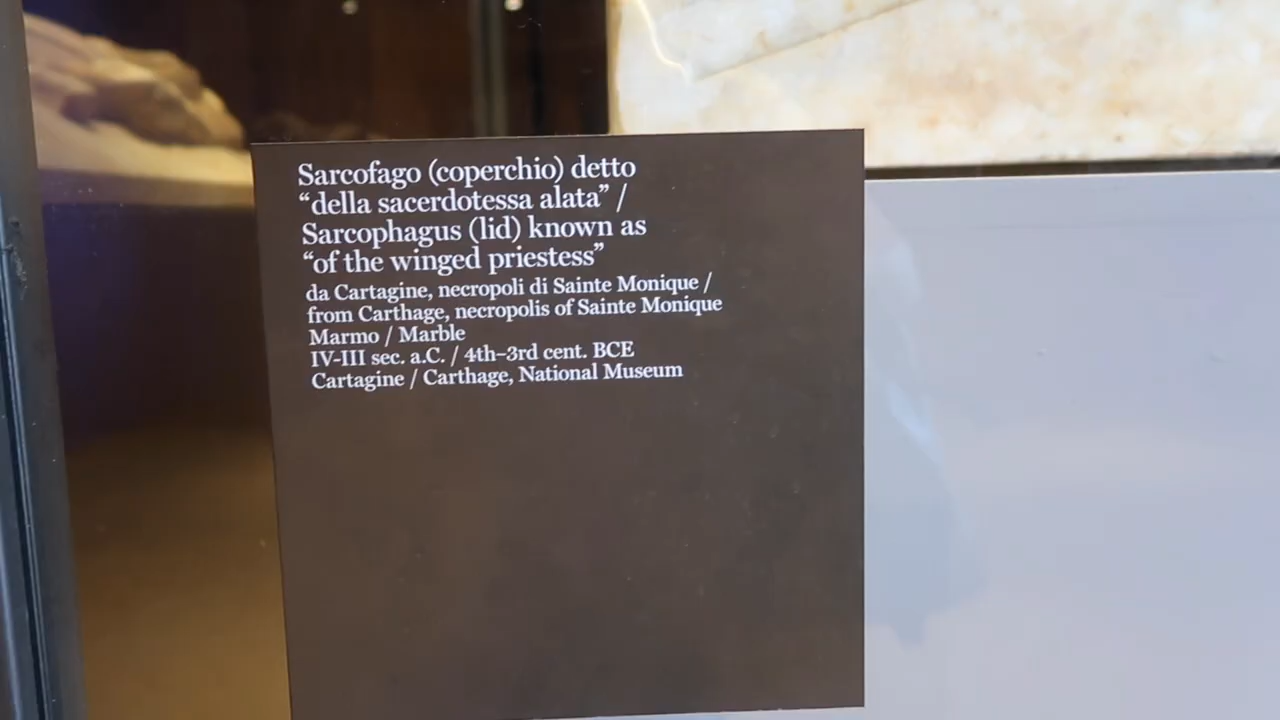 Sarcofago (coperchio) detto
“della sacerdotessa alata” /
Sarcophagus (lid) known as
“of the winged priestess”
da Cartagine, necropoli di Sainte Monique /
from Carthage, necropolis of Sainte Monique
Marmo / Marble
IV-III sec. a.C. / 4th–3rd cent. BCE
Cartagine / Carthage, National Museum